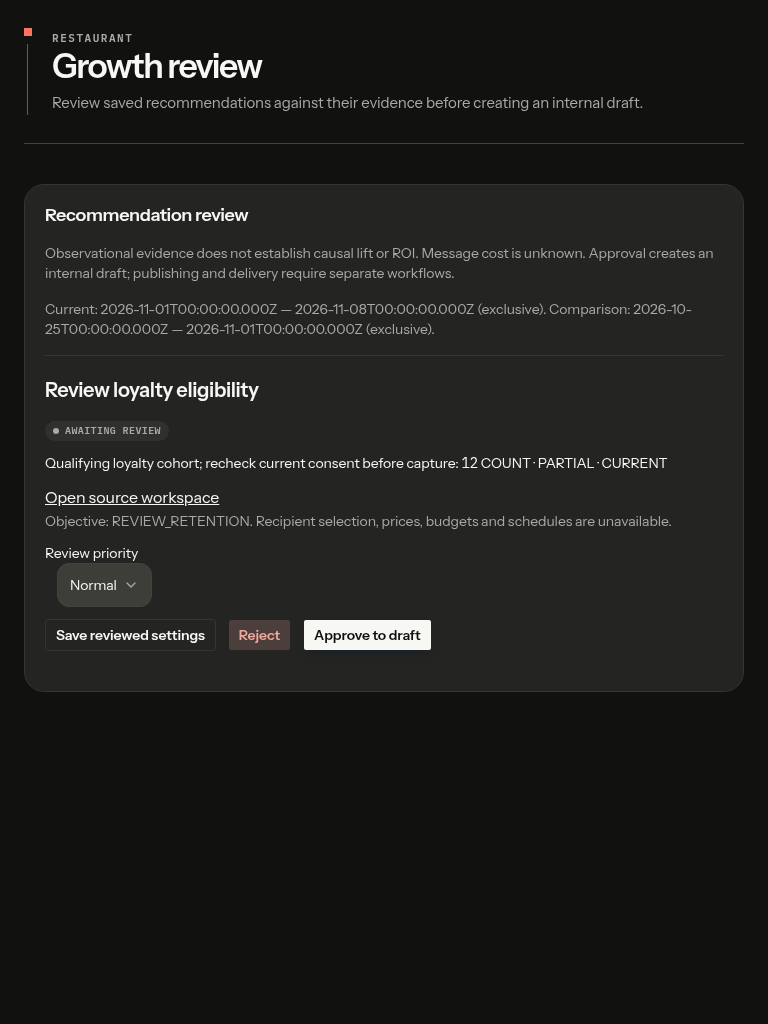 RESTAURANT
Growth review
Review saved recommendations against their evidence before creating an internal draft.
Recommendation review
Observational evidence does not establish causal lift or ROI. Message cost is unknown. Approval creates an
internal draft; publishing and delivery require separate workflows.
Current: 2026-11-01T00:00:00.000Z — 2026-11-08T00:00:00.000Z (exclusive). Comparison: 2026-10-
25T00:00:00.000Z — 2026-11-01T00:00:00.000Z (exclusive).
Review loyalty eligibility
AWAITING REVIEW
Qualifying loyalty cohort; recheck current consent before capture: 12 COUNT · PARTIAL · CURRENT
Open source workspace
Objective: REVIEW_RETENTION. Recipient selection, prices, budgets and schedules are unavailable.
Review priority
Normal
Save reviewed settings Reject Approve to draft